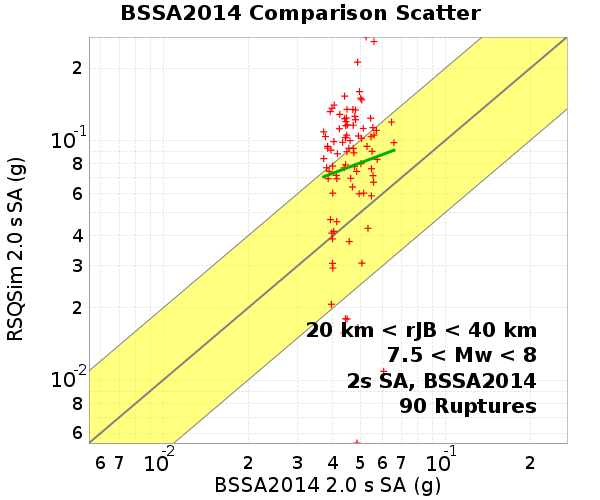 BSSA2014 Comparison Scatter
RSQSim 2.0 s SA (g)
2
10-1
8
6
4
3
2
10-2
8
6
20 km < rJB < 40 km
7.5 < Mw < 8
2s SA, BSSA2014
90 Ruptures
6 7 10-2 2 3 4 5 6 7 10-1 2
BSSA2014 2.0 s SA (g)